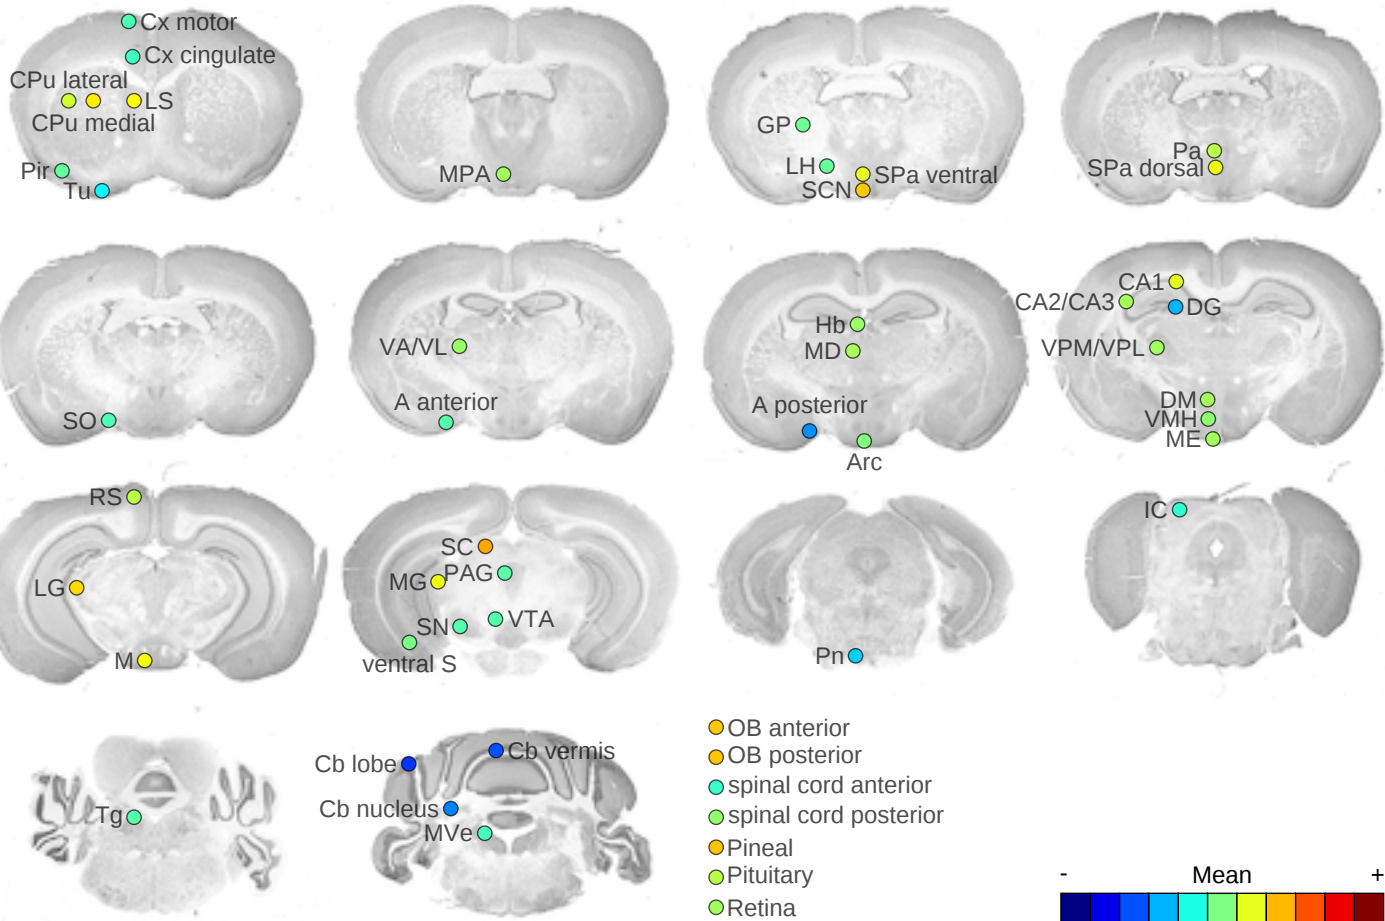 Cx motor
Cx cingulate
CPu lateral
LS
CPu medial
Pir
Tu
MPA
GP
LH
SPa ventral
SCN
Pa
SPa dorsal
SO
VA/VL
A anterior
Hb
MD
A posterior
Arc
CA1
CA2/CA3
DG
VPM/VPL
DM
VMH
ME
RS
LG
M
SC
PAG
MG
SN
VTA
ventral S
Pn
IC
Tg
Cb lobe
Cb vermis
Cb nucleus
MVe
OB anterior
OB posterior
spinal cord anterior
spinal cord posterior
Pineal
Pituitary
Retina
- Mean +